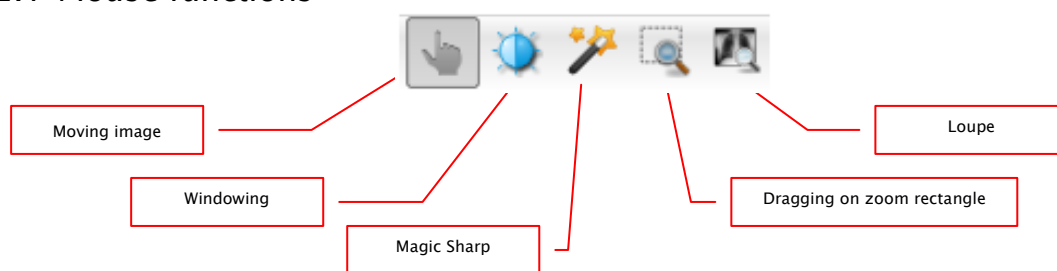 Mouse functions
Moving image
Loupe
Windowing
Dragging on zoom rectangle
Magic Sharp